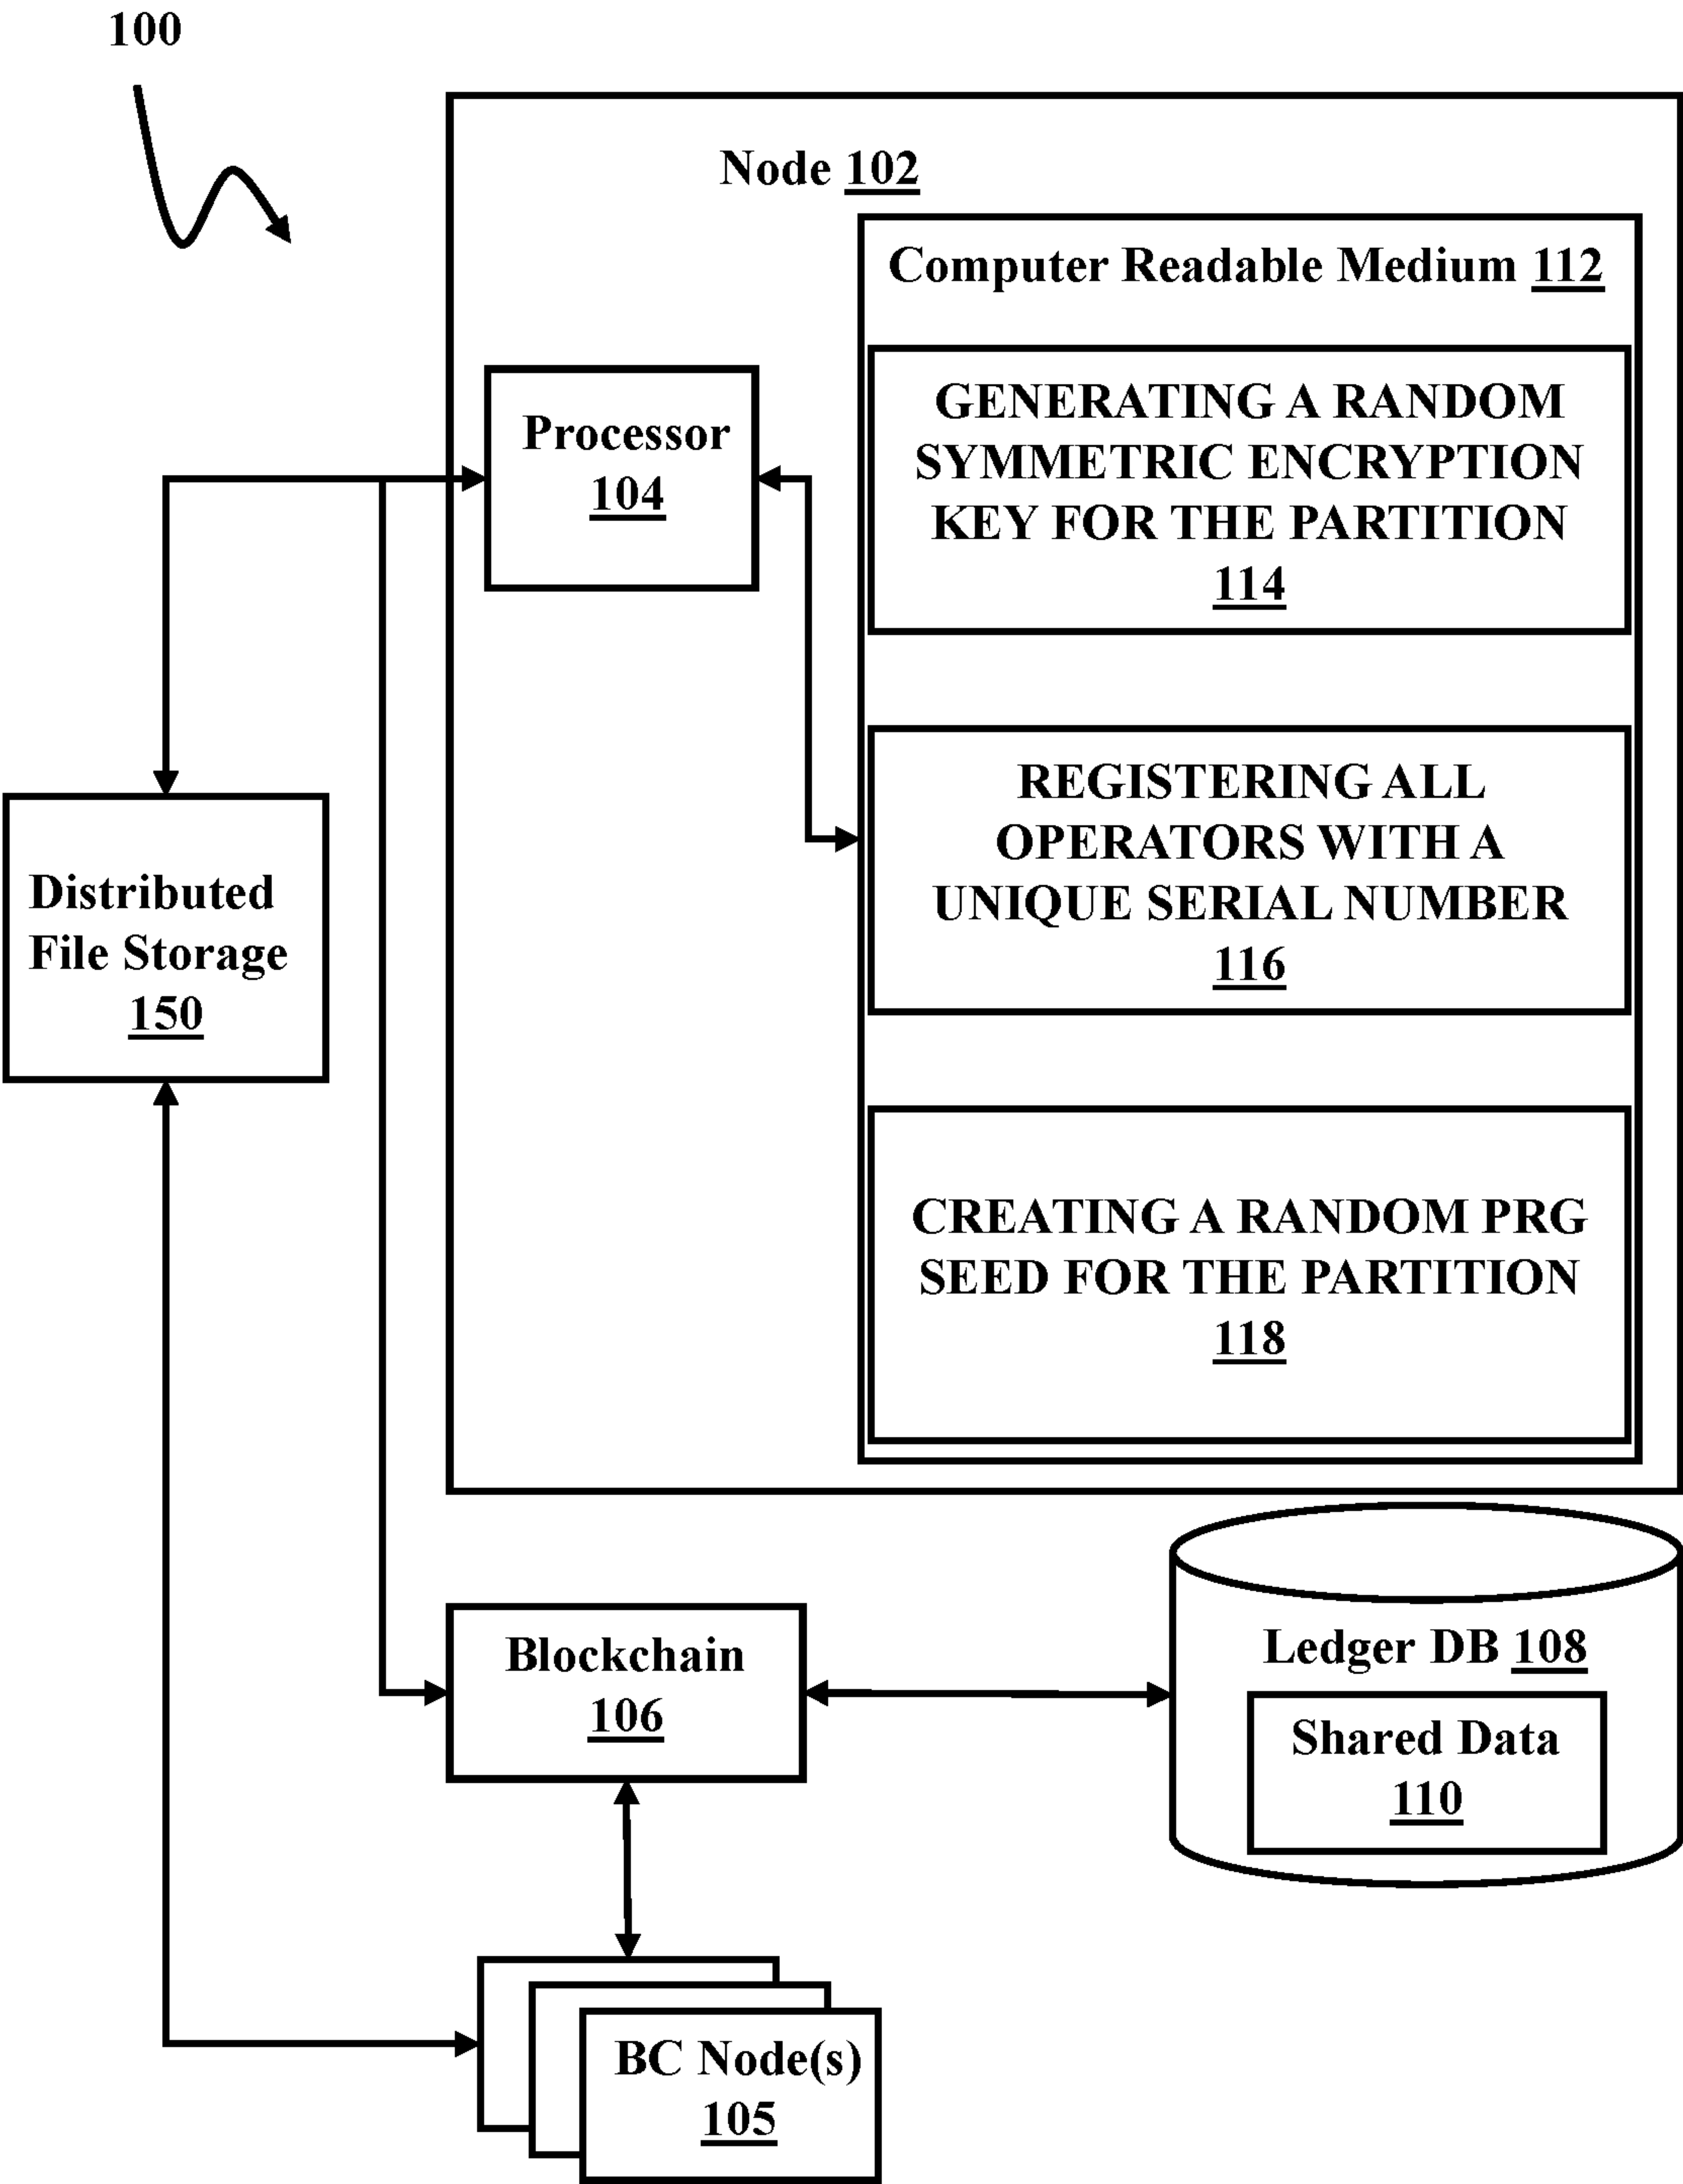 100
Node 102
Computer Readable Medium 112
Processor
104
GENERATING A RANDOM
SYMMETRIC ENCRYPTION
KEY FOR THE PARTITION
114
REGISTERING ALL
OPERATORS WITH A
UNIQUE SERIAL NUMBER
116
Distributed
File Storage
150
CREATING A RANDOM PRG
SEED FOR THE PARTITION
118
Blockchain
106
Ledger DB 108
Shared Data
110
BC Node(s)
105